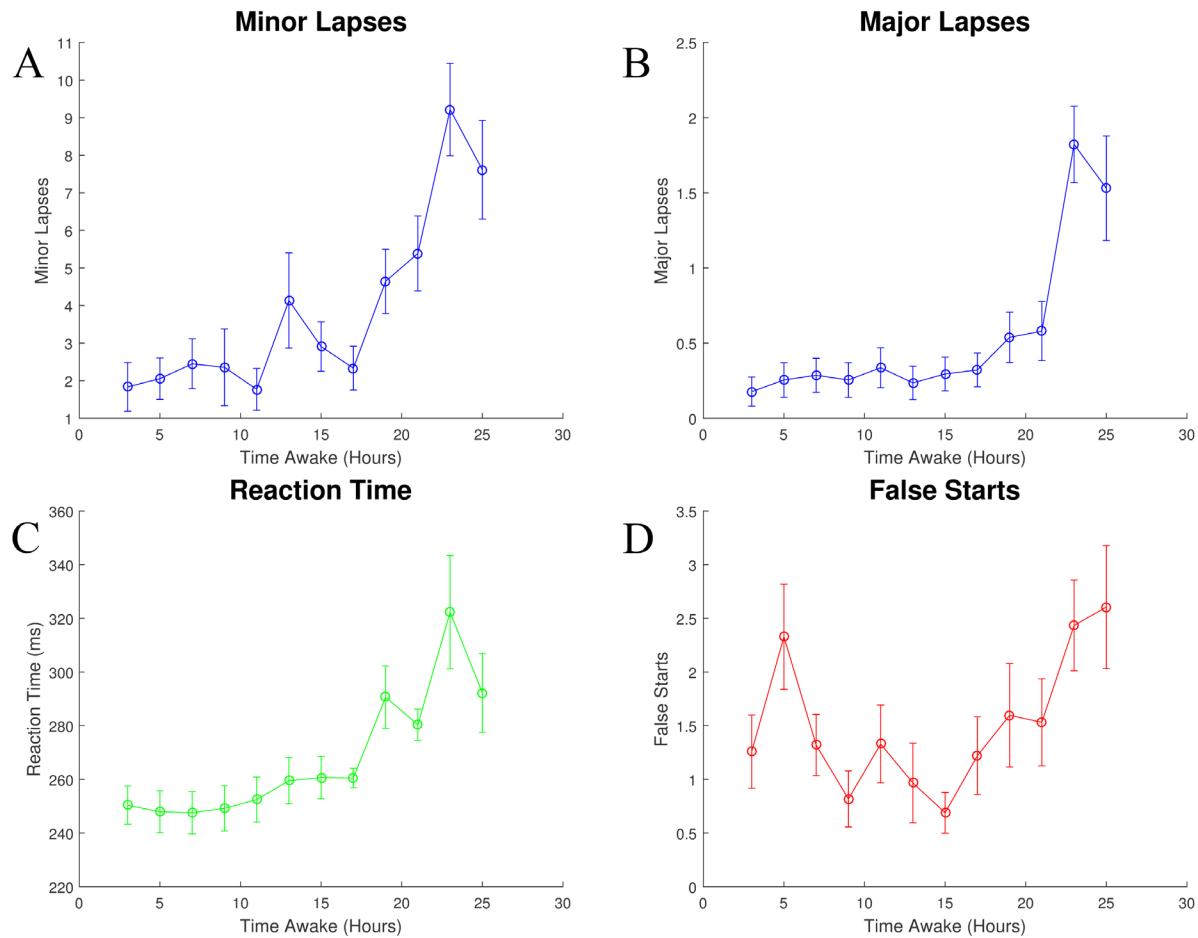 Minor Lapses
A
11
10
9
8
7
6
5
4
3
2
1
Minor Lapses
0 5 10 15 20 25 30
Time Awake (Hours)
Major Lapses
B
2.5
2
1.5
1
0.5
0
Major Lapses
0 5 10 15 20 25 30
Time Awake (Hours)
Reaction Time
C
360
340
320
300
280
260
240
220
Reaction Time (ms)
0 5 10 15 20 25 30
Time Awake (Hours)
False Starts
D
3.5
3
2.5
2
1.5
1
0.5
0
False Starts
0 5 10 15 20 25 30
Time Awake (Hours)